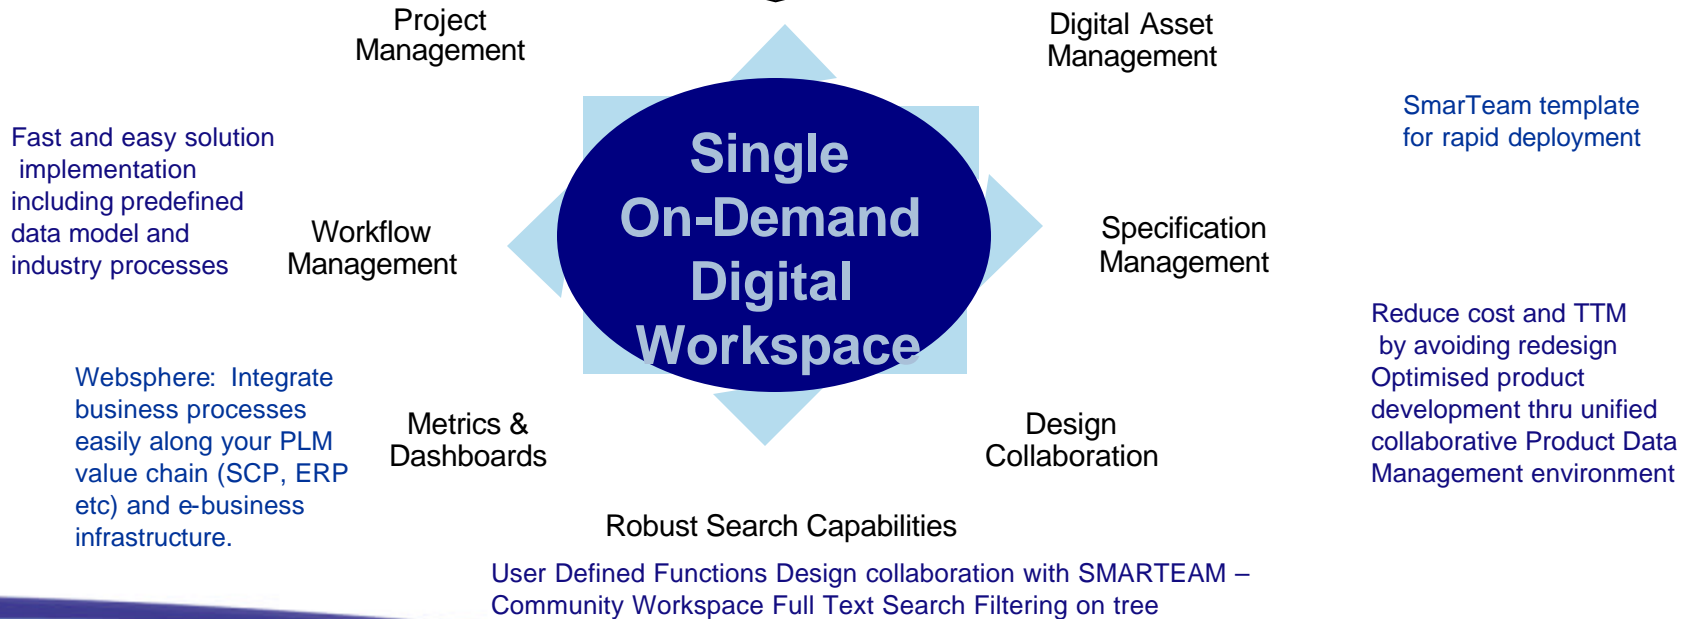 Project
Management
Digital Asset
Management
SmarTeam template
for rapid deployment
Fast and easy solution
implementation
including predefined
data model and
industry processes
Workflow
Management
Single
On-Demand
Digital
Workspace
Specification
Management
Reduce cost and TTM
by avoiding redesign
Optimised product
development thru unified
collaborative Product Data
Management environment
Websphere: Integrate
business processes
easily along your PLM
value chain (SCP, ERP
etc) and e-business
infrastructure.
Metrics &
Dashboards
Design
Collaboration
Robust Search Capabilities
User Defined Functions Design collaboration with SMARTEAM –
Community Workspace Full Text Search Filtering on tree